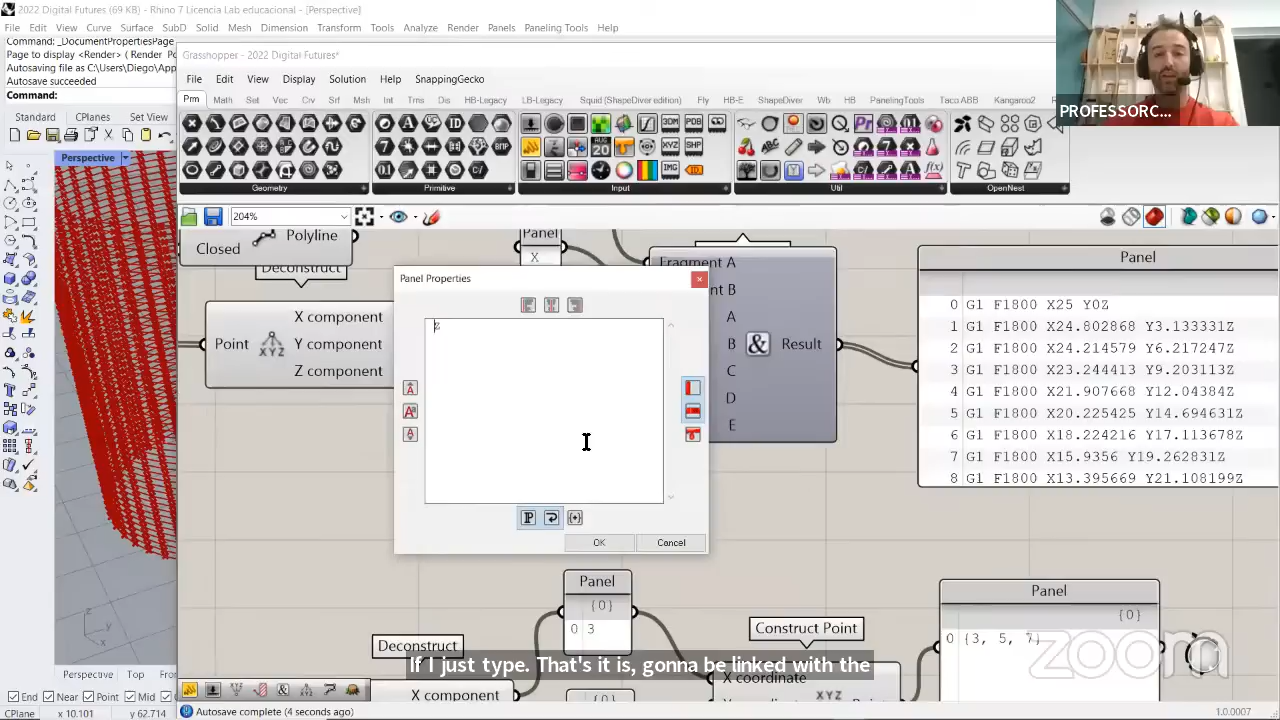 2022 Digital Futures (69 KB) - Rhino 7 Licencia Lab educacional - [Perspective]
File Edit View Curve Surface SubD Solid Mesh Dimension Transform Tools Analyze Render Panels Paneling Tools Help
Command: _DocumentPropertiesPage
Page to display <Render> ( Render Po
Autosaving file as C:\Users\Diego\App
Autosave succeeded
Command:
Standard CPlanes Set View
Perspective
Grasshopper - 2022 Digital Futures*
File Edit View Display Solution Help SnappingGecko
Prm Math Set Vec Crv Srf Msh Int Trns Dis HB-Legacy LB-Legacy Squid (ShapeDiver edition) Fly HB-E ShapeDiver Wb HB PanelingTools Taco ABB Kangaroo2
Geometry Primitive Input Util OpenNest
PROFESSORC...
204%
Closed Polyline
Deconstruct
Point X component
Y component
Z component
Panel
X
Fragment A
nt B
A
B
C
D
E
Result
Panel Properties
z
OK Cancel
Panel
0 G1 F1800 X25 Y0Z
1 G1 F1800 X24.802868 Y3.133331Z
2 G1 F1800 X24.214579 Y6.217247Z
3 G1 F1800 X23.244413 Y9.203113Z
4 G1 F1800 X21.907668 Y12.04384Z
5 G1 F1800 X20.225425 Y14.694631Z
6 G1 F1800 X18.224216 Y17.113678Z
7 G1 F1800 X15.9356 Y19.262831Z
8 G1 F1800 X13.395669 Y21.108199Z
Panel
{0}
0 3
Deconstruct
X component
{0}
Construct Point
X coordinate
XYZ
Panel
{0}
0 {3, 5, 7}
zoom
If I just type. That's it is, gonna be linked with the
z
y
x
Perspective Top
End Near Point Mid
CPlane x 10.101 y 62.714
Autosave complete (4 seconds ago)
1.0.0007